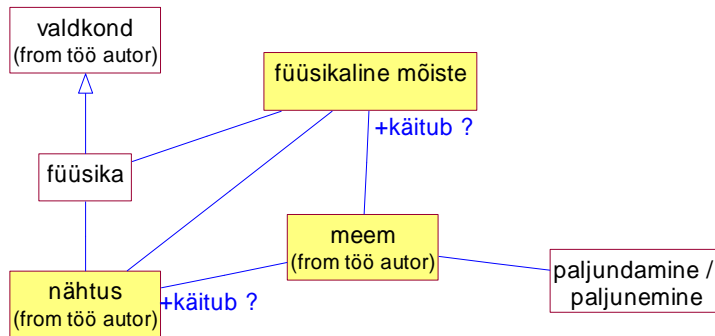 valdkond
(from töö autor)
füüsikaline mõiste
+käitub ?
füüsika
meem
(from töö autor)
paljundamine /
paljunemine
nähtus
(from töö autor)
+käitub ?